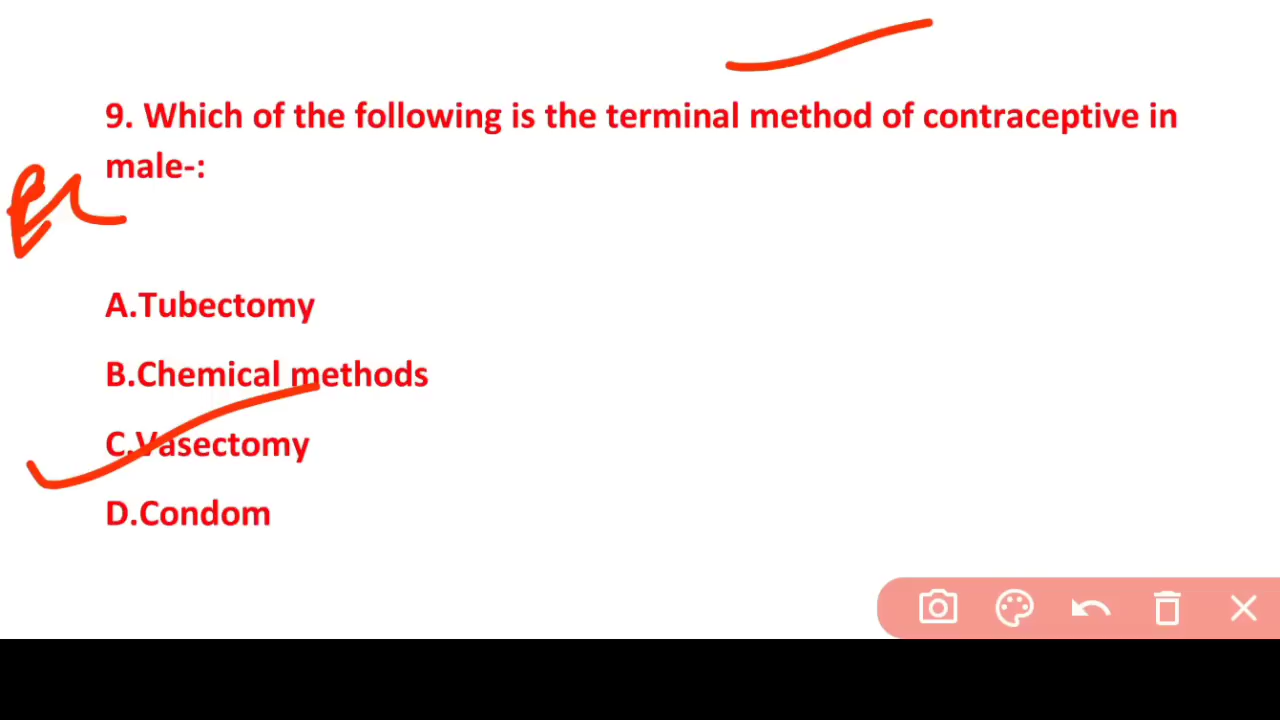 9. Which of the following is the terminal method of contraceptive in
male-:
A.Tubectomy
B.Chemical methods
C.Vasectomy
D.Condom